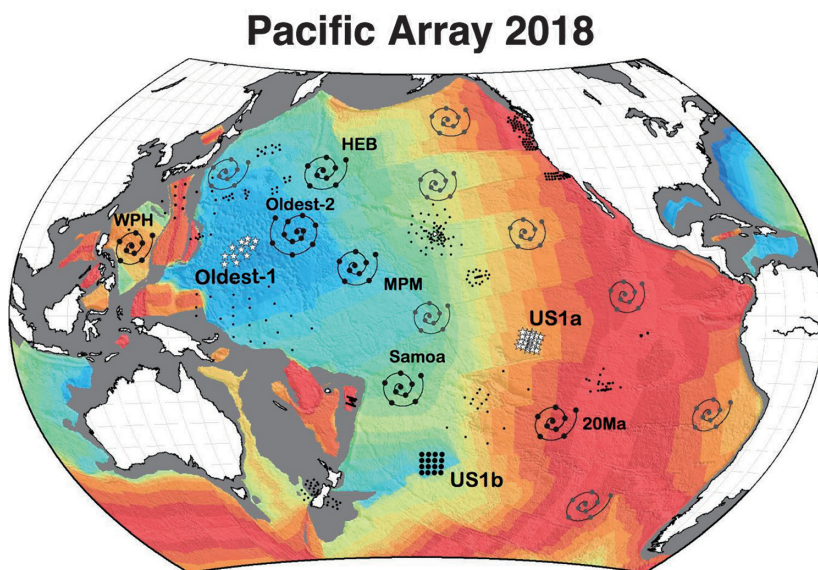 Pacific Array 2018
HEB
WPH
Oldest-2
Oldest-1
MPM
US1a
Samoa
20Ma
US1b